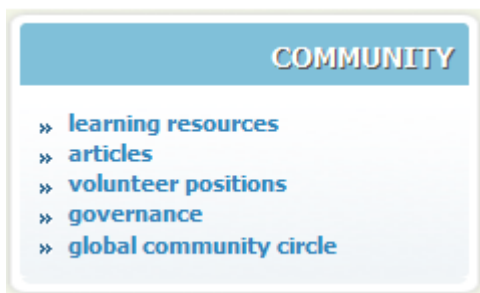 COMMUNITY
» learning resources
» articles
» volunteer positions
» governance
» global community circle